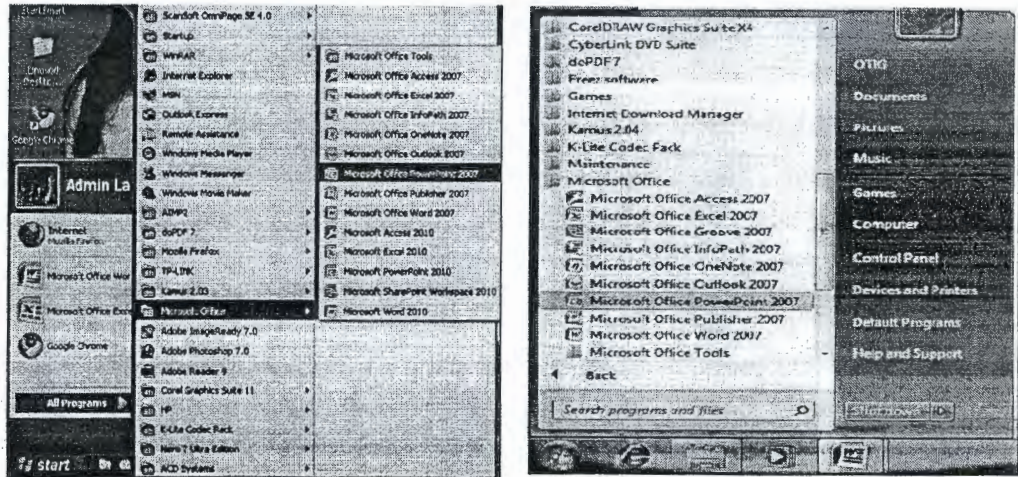 StartSmart
Unused
Deskt...
Google Chrome
Admin La
Internet
Mozilla Firefox
Microsoft Office Wor
Microsoft Office Exce
Google Chrome
All Programs
start
Scansoft OmniPage SE 4.0
Startup
WinRAR
Internet Explorer
MSN
Outlook Express
Remote Assistance
Windows Media Player
Windows Messenger
Windows Movie Maker
AIMP2
doPDF 7
Mozilla Firefox
TP-LINK
Kamus 2.03
Microsoft Office
Adobe ImageReady 7.0
Adobe Photoshop 7.0
Adobe Reader 9
Corel Graphics Suite 11
HP
K-Lite Codec Pack
Nero 7 Ultra Edition
ACD Systems
Microsoft Office Tools
Microsoft Office Access 2007
Microsoft Office Excel 2007
Microsoft Office InfoPath 2007
Microsoft Office OneNote 2007
Microsoft Office Outlook 2007
Microsoft Office PowerPoint 2007
Microsoft Office Publisher 2007
Microsoft Office Word 2007
Microsoft Access 2010
Microsoft Excel 2010
Microsoft PowerPoint 2010
Microsoft SharePoint Workspace 2010
Microsoft Word 2010
CorelDRAW Graphics Suite X4
CyberLink DVD Suite
doPDF 7
Freez software
Games
Internet Download Manager
Kamus 2.04
K-Lite Codec Pack
Maintenance
Microsoft Office
Microsoft Office Access 2007
Microsoft Office Excel 2007
Microsoft Office Groove 2007
Microsoft Office InfoPath 2007
Microsoft Office OneNote 2007
Microsoft Office Outlook 2007
Microsoft Office PowerPoint 2007
Microsoft Office Publisher 2007
Microsoft Office Word 2007
Microsoft Office Tools
Back
Search programs and files
Documents
Pictures
Music
Games
Computer
Control Panel
Devices and Printers
Default Programs
Help and Support